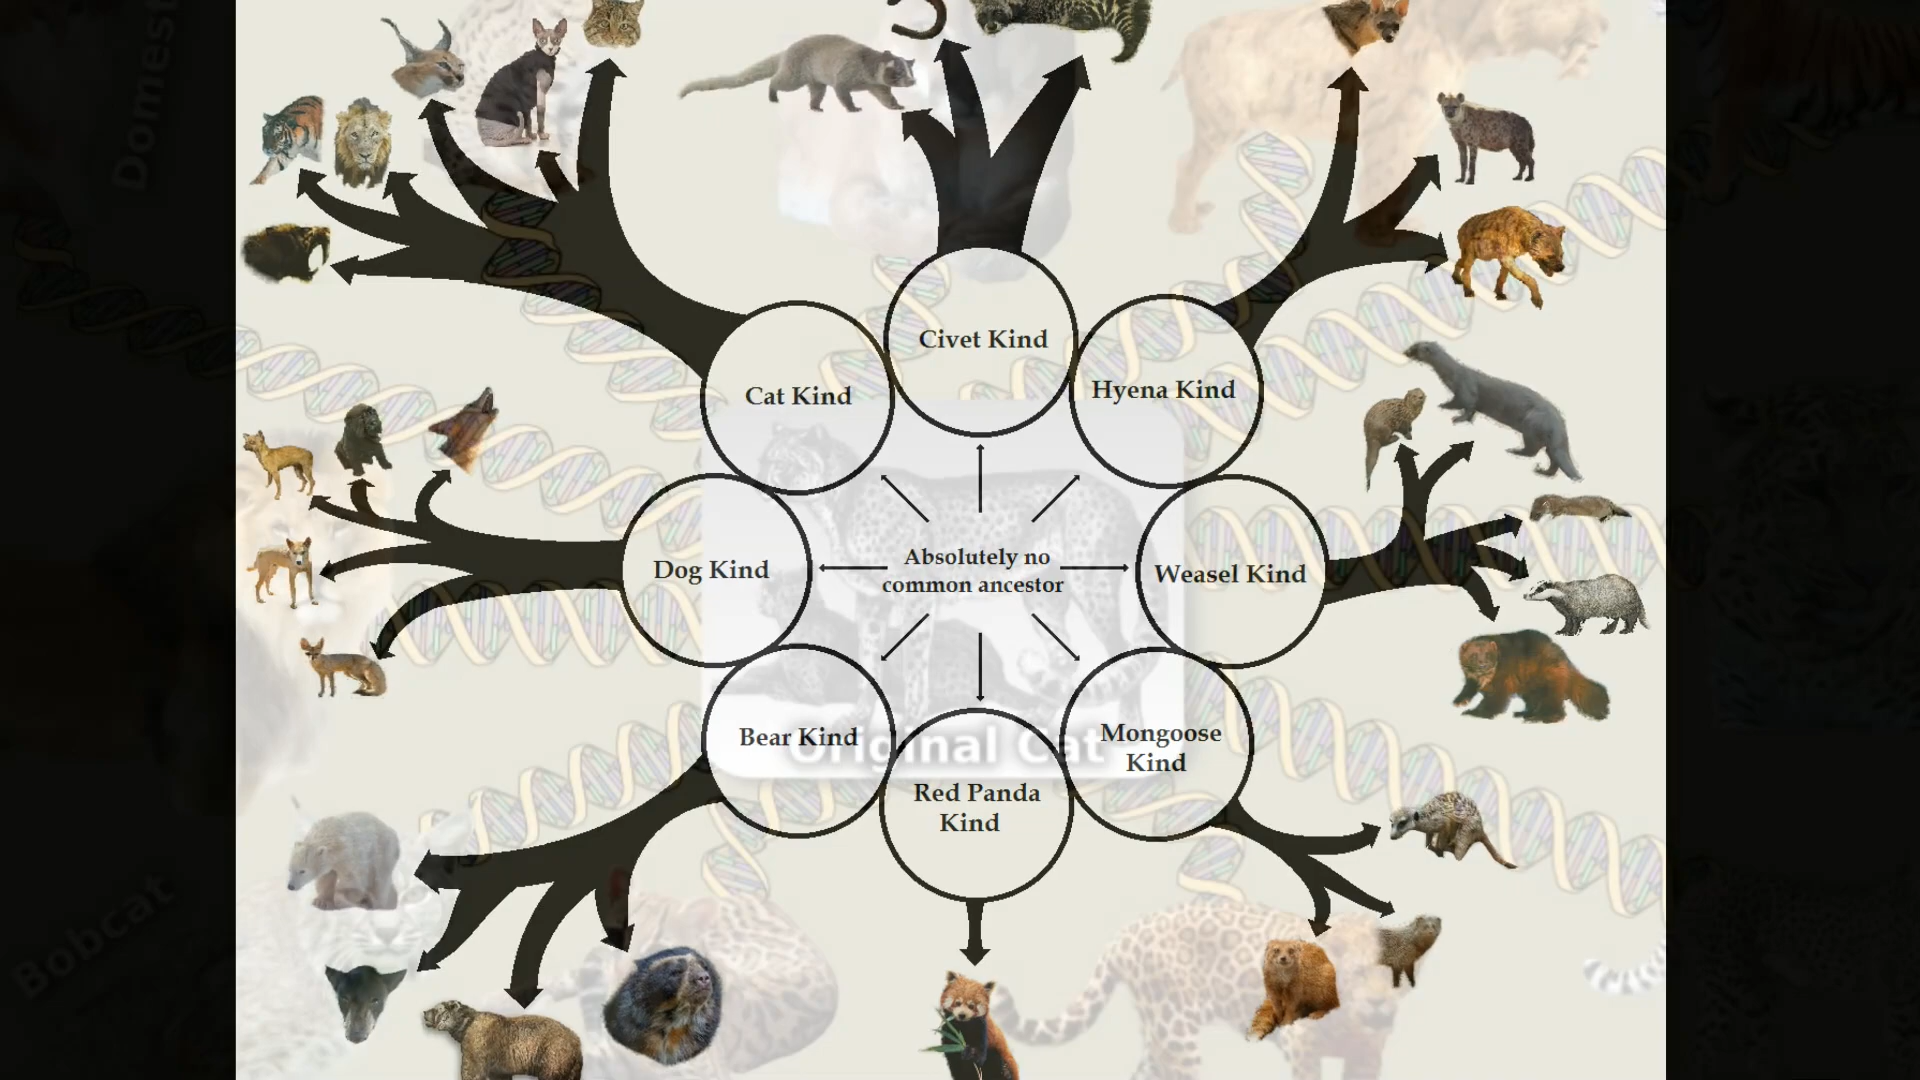 Domest
Civet Kind
Cat Kind
Hyena Kind
Absolutely no
common ancestor
Dog Kind
Weasel Kind
Bear Kind
Original Cat
Mongoose
Kind
Red Panda
Kind
Bobcat